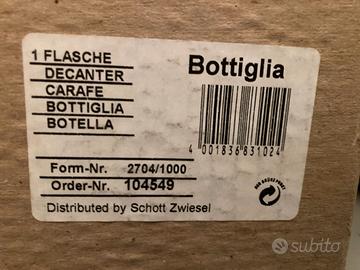 1 FLASCHE
DECANTER
CARAFE
BOTTIGLIA
BOTELLA
Bottiglia
4 001836 831024
Form-Nr. 2704/1000
Order-Nr. 104549
Distributed by Schott Zwiesel
subito